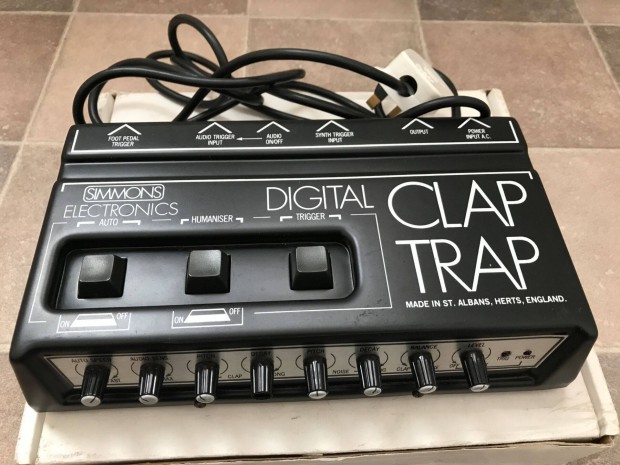 FOOT PEDAL
TRIGGER
AUDIO TRIGGER
INPUT
AUDIO
ON/OFF
SYNTH TRIGGER
INPUT
OUTPUT
POWER
INPUT A.C.
SIMMONS
ELECTRONICS
DIGITAL
CLAP
TRAP
AUTO
HUMANISER
TRIGGER
ON OFF
ON OFF
MADE IN ST. ALBANS, HERTS, ENGLAND.
DECAY
BALANCE
LEVEL
POWER
CLAP
NOISE